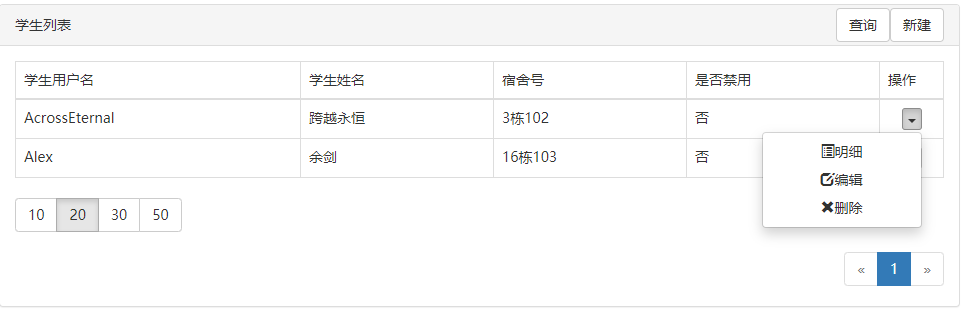 学生列表 查询 新建
学生用户名 学生姓名 宿舍号 是否禁用 操作
AcrossEternal 跨越永恒 3栋102 否
Alex 余剑 16栋103 否
明细
编辑
删除
10 20 30 50
« 1 »